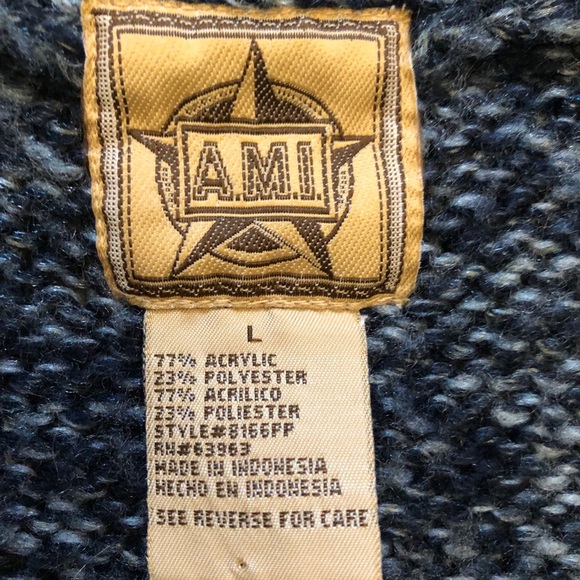 A.M.I
L
77% ACRYLIC
23% POLYESTER
77% ACRILICO
23% POLIESTER
STYLE#8166PP
RN#63963
MADE IN INDONESIA
HECHO EN INDONESIA
SEE REVERSE FOR CARE